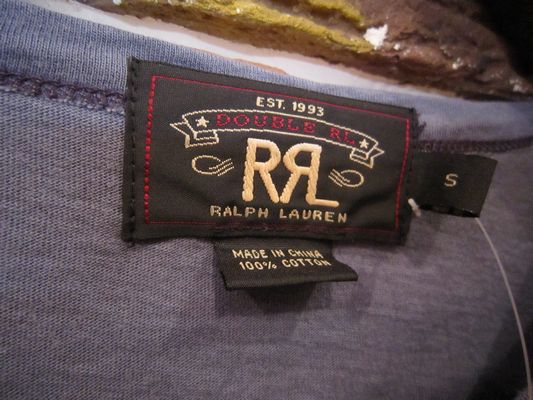 EST. 1993
DOUBLE RL
RRL
RALPH LAUREN
S
MADE IN CHINA
100% COTTON